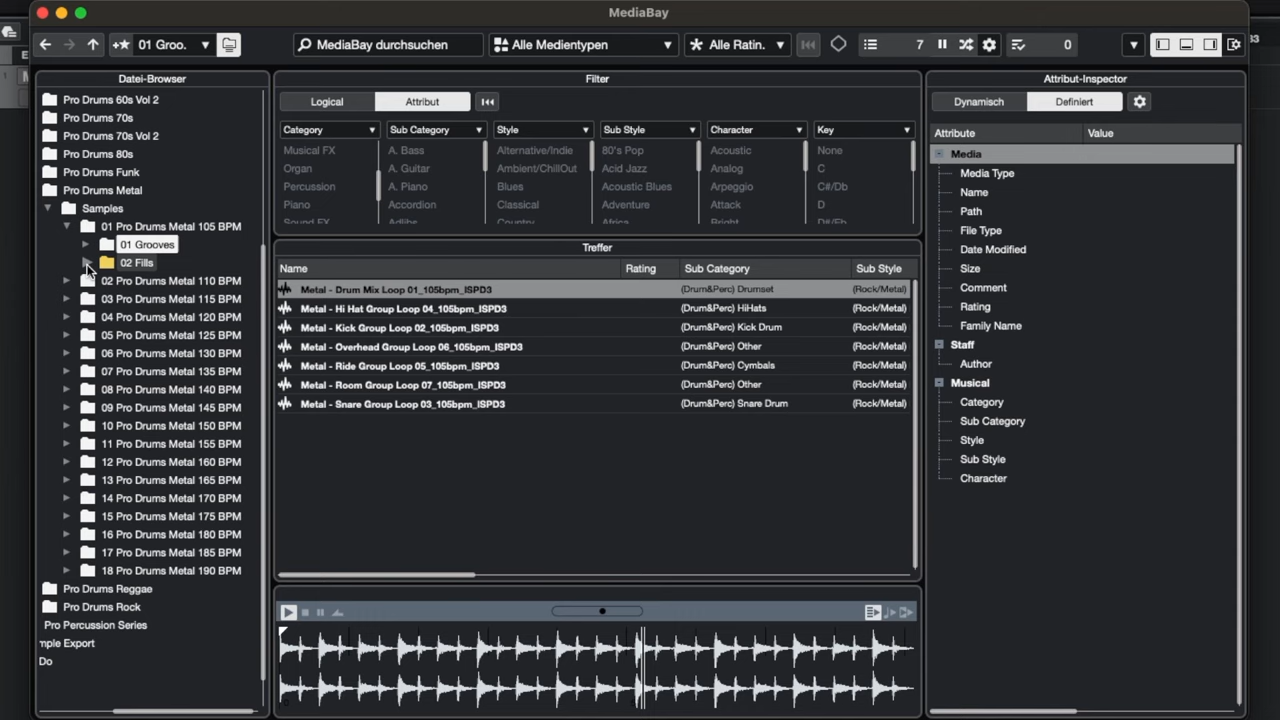 MediaBay
01 Groo.
MediaBay durchsuchen
Alle Medientypen
Alle Ratin.
7
0
33
E
Datei-Browser
Pro Drums 60s Vol 2
Pro Drums 70s
Pro Drums 70s Vol 2
Pro Drums 80s
Pro Drums Funk
Pro Drums Metal
Samples
01 Pro Drums Metal 105 BPM
01 Grooves
02 Fills
02 Pro Drums Metal 110 BPM
03 Pro Drums Metal 115 BPM
04 Pro Drums Metal 120 BPM
05 Pro Drums Metal 125 BPM
06 Pro Drums Metal 130 BPM
07 Pro Drums Metal 135 BPM
08 Pro Drums Metal 140 BPM
09 Pro Drums Metal 145 BPM
10 Pro Drums Metal 150 BPM
11 Pro Drums Metal 155 BPM
12 Pro Drums Metal 160 BPM
13 Pro Drums Metal 165 BPM
14 Pro Drums Metal 170 BPM
15 Pro Drums Metal 175 BPM
16 Pro Drums Metal 180 BPM
17 Pro Drums Metal 185 BPM
18 Pro Drums Metal 190 BPM
Pro Drums Reggae
Pro Drums Rock
Pro Percussion Series
mple Export
Do
Filter
Logical Attribut
Category Sub Category Style Sub Style Character Key
Musical FX A. Bass Alternative/Indie 80's Pop Acoustic None
Organ A. Guitar Ambient/ChillOut Acid Jazz Analog C
Percussion A. Piano Blues Acoustic Blues Arpeggio C#/Db
Piano Accordion Classical Adventure Attack D
Sound FX Adlibs Country Africa Bright D#/Eb
Treffer
Name Rating Sub Category Sub Style
Metal - Drum Mix Loop 01_105bpm_ISPD3 (Drum&Perc) Drumset (Rock/Metal)
Metal - Hi Hat Group Loop 04_105bpm_ISPD3 (Drum&Perc) HiHats (Rock/Metal)
Metal - Kick Group Loop 02_105bpm_ISPD3 (Drum&Perc) Kick Drum (Rock/Metal)
Metal - Overhead Group Loop 06_105bpm_ISPD3 (Drum&Perc) Other (Rock/Metal)
Metal - Ride Group Loop 05_105bpm_ISPD3 (Drum&Perc) Cymbals (Rock/Metal)
Metal - Room Group Loop 07_105bpm_ISPD3 (Drum&Perc) Other (Rock/Metal)
Metal - Snare Group Loop 03_105bpm_ISPD3 (Drum&Perc) Snare Drum (Rock/Metal)
Attribut-Inspector
Dynamisch Definiert
Attribute Value
Media
Media Type
Name
Path
File Type
Date Modified
Size
Comment
Rating
Family Name
Staff
Author
Musical
Category
Sub Category
Style
Sub Style
Character